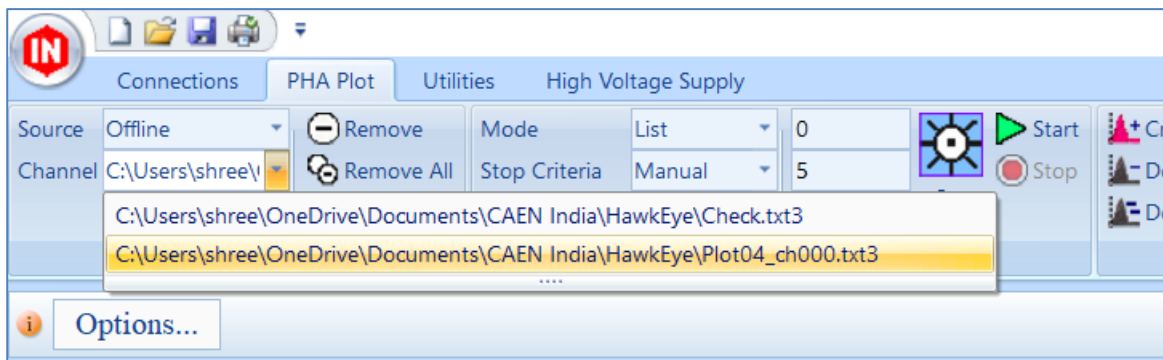 IN
Connections PHA Plot Utilities High Voltage Supply
Source Offline Remove Mode List 0 Start
Channel C:\Users\shree\ Remove All Stop Criteria Manual 5 Stop
C:\Users\shree\OneDrive\Documents\CAEN India\HawkEye\Check.txt3
C:\Users\shree\OneDrive\Documents\CAEN India\HawkEye\Plot04_ch000.txt3
Options...